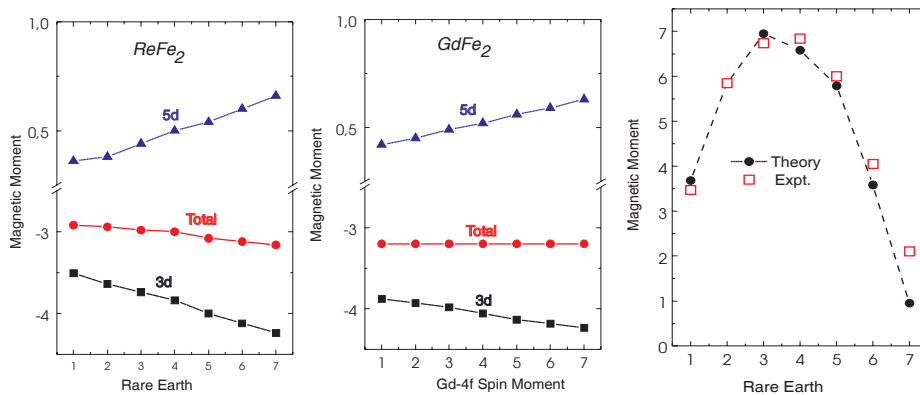 1,0
ReFe2
5d
0,5
Total
-3
3d
-4
Magnetic Moment
1 2 3 4 5 6 7
Rare Earth
1,0
GdFe2
5d
0,5
Total
-3
3d
-4
Magnetic Moment
1 2 3 4 5 6 7
Gd-4f Spin Moment
7
6
5
4
3
2
1
0
Magnetic Moment
Theory
Expt.
1 2 3 4 5 6 7
Rare Earth